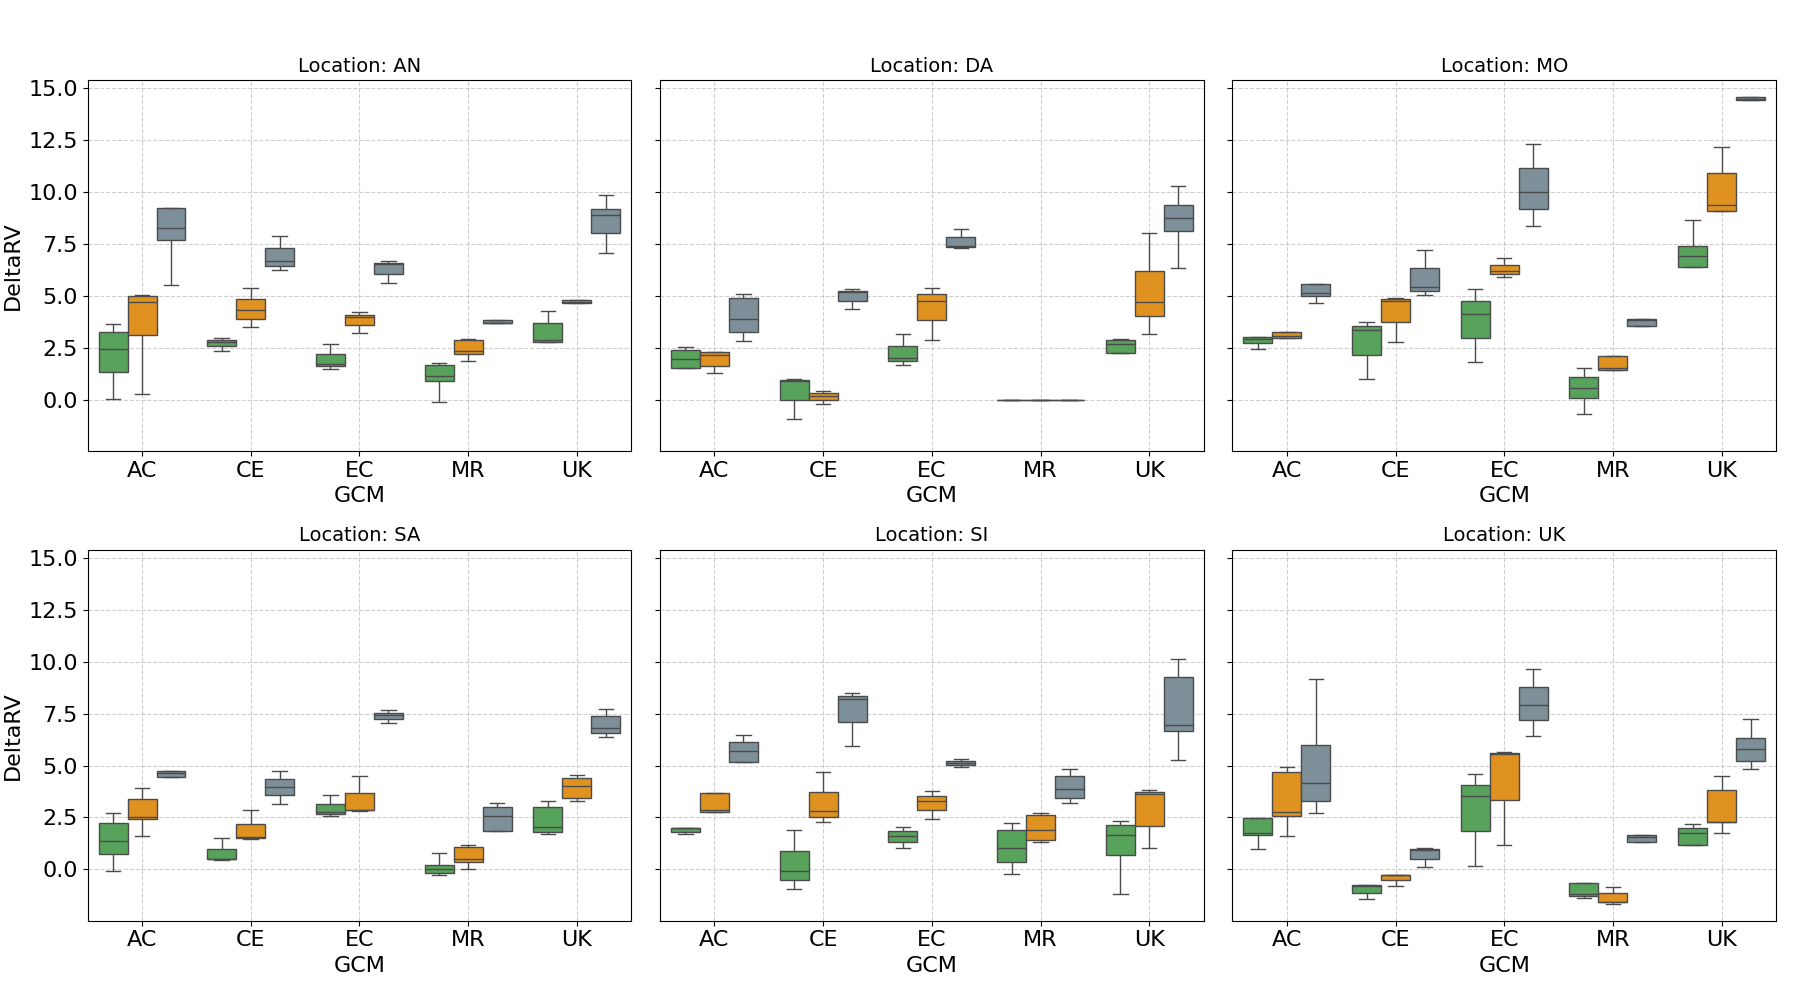 Location: AN
Location: DA
Location: MO
DeltaRV
15.0
12.5
10.0
7.5
5.0
2.5
0.0
AC CE EC MR UK
GCM
AC CE EC MR UK
GCM
AC CE EC MR UK
GCM
Location: SA
Location: SI
Location: UK
DeltaRV
15.0
12.5
10.0
7.5
5.0
2.5
0.0
AC CE EC MR UK
GCM
AC CE EC MR UK
GCM
AC CE EC MR UK
GCM